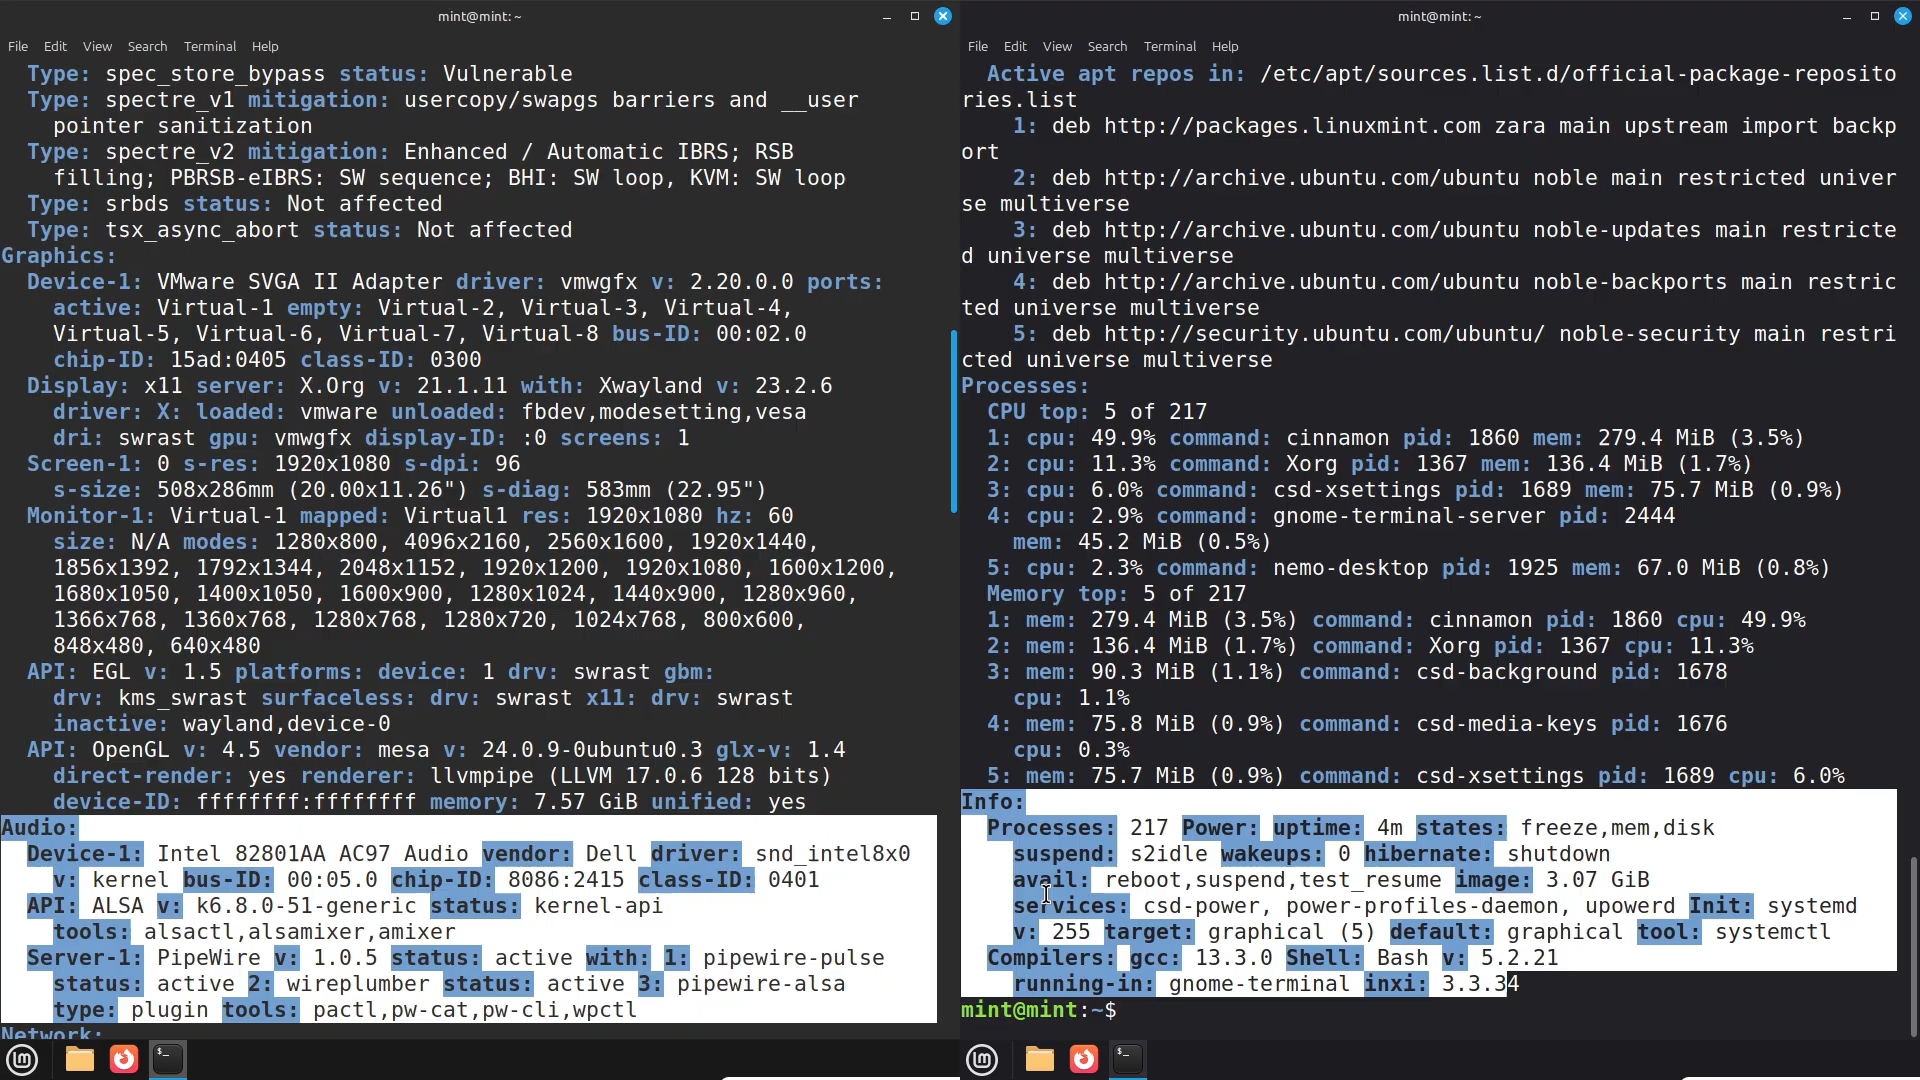 mint@mint: ~
File Edit View Search Terminal Help
Type: spec_store_bypass status: Vulnerable
Type: spectre_v1 mitigation: usercopy/swapgs barriers and __user
pointer sanitization
Type: spectre_v2 mitigation: Enhanced / Automatic IBRS; RSB
filling; PBRSB-eIBRS: SW sequence; BHI: SW loop, KVM: SW loop
Type: srbds status: Not affected
Type: tsx_async_abort status: Not affected
Graphics:
Device-1: VMware SVGA II Adapter driver: vmwgfx v: 2.20.0.0 ports:
active: Virtual-1 empty: Virtual-2, Virtual-3, Virtual-4,
Virtual-5, Virtual-6, Virtual-7, Virtual-8 bus-ID: 00:02.0
chip-ID: 15ad:0405 class-ID: 0300
Display: x11 server: X.Org v: 21.1.11 with: Xwayland v: 23.2.6
driver: X: loaded: vmware unloaded: fbdev,modesetting,vesa
dri: swrast gpu: vmwgfx display-ID: :0 screens: 1
Screen-1: 0 s-res: 1920x1080 s-dpi: 96
s-size: 508x286mm (20.00x11.26") s-diag: 583mm (22.95")
Monitor-1: Virtual-1 mapped: Virtual1 res: 1920x1080 hz: 60
size: N/A modes: 1280x800, 4096x2160, 2560x1600, 1920x1440,
1856x1392, 1792x1344, 2048x1152, 1920x1200, 1920x1080, 1600x1200,
1680x1050, 1400x1050, 1600x900, 1280x1024, 1440x900, 1280x960,
1366x768, 1360x768, 1280x768, 1280x720, 1024x768, 800x600,
848x480, 640x480
API: EGL v: 1.5 platforms: device: 1 drv: swrast gbm:
drv: kms_swrast surfaceless: drv: swrast x11: drv: swrast
inactive: wayland,device-0
API: OpenGL v: 4.5 vendor: mesa v: 24.0.9-0ubuntu0.3 glx-v: 1.4
direct-render: yes renderer: llvmpipe (LLVM 17.0.6 128 bits)
device-ID: ffffffff:ffffffff memory: 7.57 GiB unified: yes
Audio:
Device-1: Intel 82801AA AC97 Audio vendor: Dell driver: snd_intel8x0
v: kernel bus-ID: 00:05.0 chip-ID: 8086:2415 class-ID: 0401
API: ALSA v: k6.8.0-51-generic status: kernel-api
tools: alsactl,alsamixer,amixer
Server-1: PipeWire v: 1.0.5 status: active with: 1: pipewire-pulse
status: active 2: wireplumber status: active 3: pipewire-alsa
type: plugin tools: pactl,pw-cat,pw-cli,wpctl
Network:
mint@mint: ~
File Edit View Search Terminal Help
Active apt repos in: /etc/apt/sources.list.d/official-package-reposito
ries.list
1: deb http://packages.linuxmint.com zara main upstream import backp
ort
2: deb http://archive.ubuntu.com/ubuntu noble main restricted univer
se multiverse
3: deb http://archive.ubuntu.com/ubuntu noble-updates main restricte
d universe multiverse
4: deb http://archive.ubuntu.com/ubuntu noble-backports main restric
ted universe multiverse
5: deb http://security.ubuntu.com/ubuntu/ noble-security main restri
cted universe multiverse
Processes:
CPU top: 5 of 217
1: cpu: 49.9% command: cinnamon pid: 1860 mem: 279.4 MiB (3.5%)
2: cpu: 11.3% command: Xorg pid: 1367 mem: 136.4 MiB (1.7%)
3: cpu: 6.0% command: csd-xsettings pid: 1689 mem: 75.7 MiB (0.9%)
4: cpu: 2.9% command: gnome-terminal-server pid: 2444
mem: 45.2 MiB (0.5%)
5: cpu: 2.3% command: nemo-desktop pid: 1925 mem: 67.0 MiB (0.8%)
Memory top: 5 of 217
1: mem: 279.4 MiB (3.5%) command: cinnamon pid: 1860 cpu: 49.9%
2: mem: 136.4 MiB (1.7%) command: Xorg pid: 1367 cpu: 11.3%
3: mem: 90.3 MiB (1.1%) command: csd-background pid: 1678
cpu: 1.1%
4: mem: 75.8 MiB (0.9%) command: csd-media-keys pid: 1676
cpu: 0.3%
5: mem: 75.7 MiB (0.9%) command: csd-xsettings pid: 1689 cpu: 6.0%
Info:
Processes: 217 Power: uptime: 4m states: freeze,mem,disk
suspend: s2idle wakeups: 0 hibernate: shutdown
avail: reboot,suspend,test_resume image: 3.07 GiB
services: csd-power, power-profiles-daemon, upowerd Init: systemd
v: 255 target: graphical (5) default: graphical tool: systemctl
Compilers: gcc: 13.3.0 Shell: Bash v: 5.2.21
running-in: gnome-terminal inxi: 3.3.34
mint@mint:~$